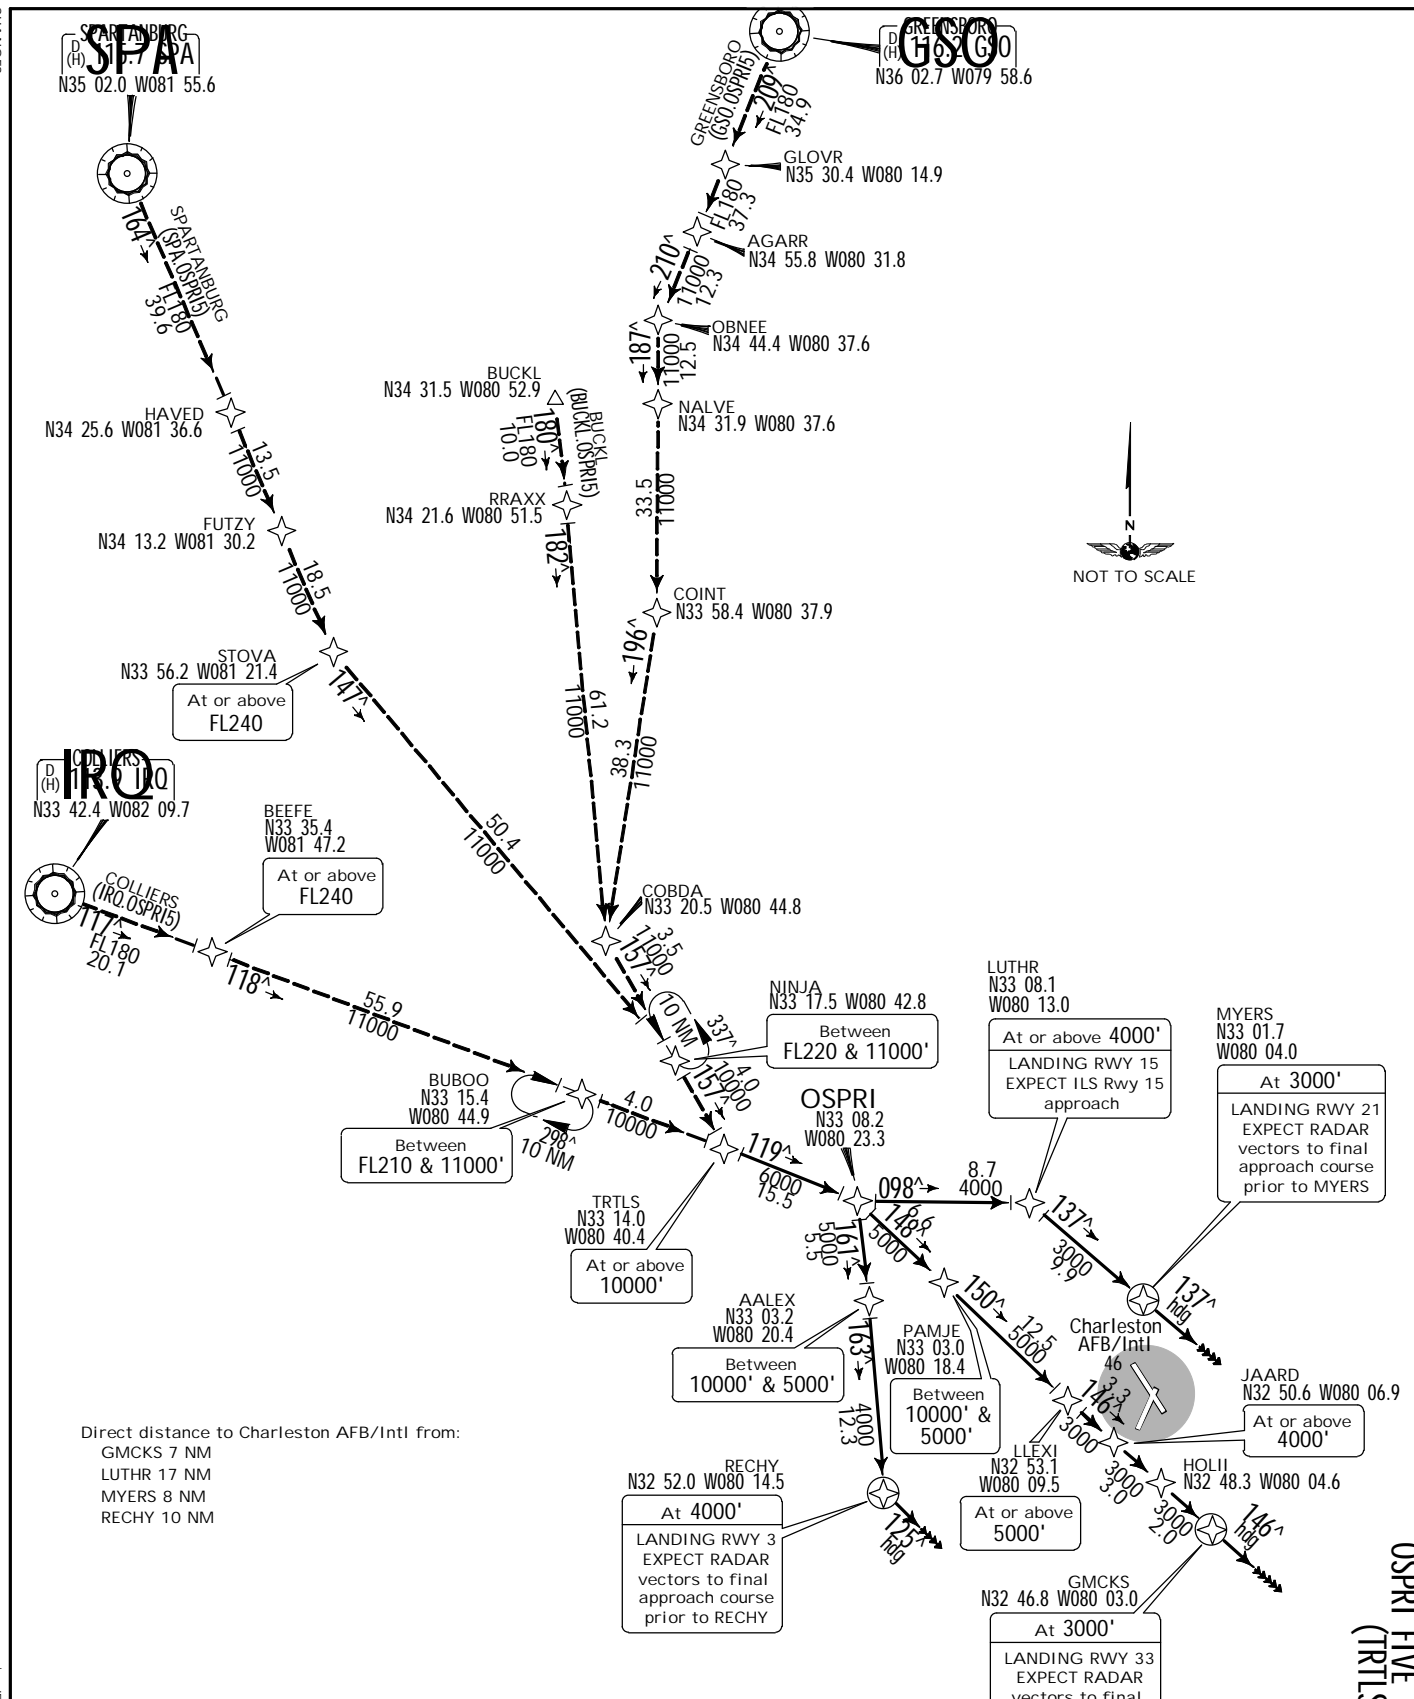 SPARTANBURG
D
(H) 115.7 SPA
SPA
N35 02.0 W081 55.6
GREENSBORO
D
(H) 116.2 GSO
GSO
N36 02.7 W079 58.6
GREENSBORO
(GSO.OSPRI5)
209^
FL180
34.9
GLOVR
N35 30.4 W080 14.9
FL180
37.3
AGARR
N34 55.8 W080 31.8
210^
11000
12.3
OBNEE
N34 44.4 W080 37.6
187^
11000
12.5
NALVE
N34 31.9 W080 37.6
33.5
11000
COINT
N33 58.4 W080 37.9
196^
38.3
11000
164^
SPARTANBURG
(SPA.OSPRI5)
FL180
39.6
HAVED
N34 25.6 W081 36.6
13.5
11000
FUTZY
N34 13.2 W081 30.2
18.5
11000
STOVA
N33 56.2 W081 21.4
At or above
FL240
147^
50.4
11000
BUCKL
N34 31.5 W080 52.9
BUCKL
(BUCKL.OSPRI5)
180^
FL180
10.0
RRAXX
N34 21.6 W080 51.5
182^
61.2
11000
N
NOT TO SCALE
COLLIERS
D
(H) 113.9 IRQ
IRQ
N33 42.4 W082 09.7
COLLIERS
(IRQ.OSPRI5)
117^
FL180
20.1
BEEFE
N33 35.4
W081 47.2
At or above
FL240
118^
55.9
11000
COBDA
N33 20.5 W080 44.8
3.5
11000
157^
10 NM
337^
NINJA
N33 17.5 W080 42.8
Between
FL220 & 11000'
4.0
10000
157^
BUBOO
N33 15.4
W080 44.9
Between
FL210 & 11000'
298^
10 NM
4.0
10000
TRTLS
N33 14.0
W080 40.4
At or above
10000'
119^
6000
15.5
OSPRI
N33 08.2
W080 23.3
098^
8.7
4000
LUTHR
N33 08.1
W080 13.0
At or above 4000'
LANDING RWY 15
EXPECT ILS Rwy 15
approach
137^
3000
9.9
MYERS
N33 01.7
W080 04.0
At 3000'
LANDING RWY 21
EXPECT RADAR
vectors to final
approach course
prior to MYERS
137^
hdg
6.6
148^
5000
161^
5000
5.5
AALEX
N33 03.2
W080 20.4
Between
10000' & 5000'
163^
4000
12.3
PAMJE
N33 03.0
W080 18.4
Between
10000' &
5000'
150^
12.5
5000
Charleston
AFB/Intl
46
LLEXI
N32 53.1
W080 09.5
At or above
5000'
3.3
146^
3000
JAARD
N32 50.6 W080 06.9
At or above
4000'
3000
3.0
HOLII
N32 48.3 W080 04.6
3000
2.0
146^
hdg
RECHY
N32 52.0 W080 14.5
At 4000'
LANDING RWY 3
EXPECT RADAR
vectors to final
approach course
prior to RECHY
125^
hdg
GMCKS
N32 46.8 W080 03.0
At 3000'
LANDING RWY 33
EXPECT RADAR
vectors to final
Direct distance to Charleston AFB/Intl from:
GMCKS 7 NM
LUTHR 17 NM
MYERS 8 NM
RECHY 10 NM
OSPRI FIVE
(TRTLS